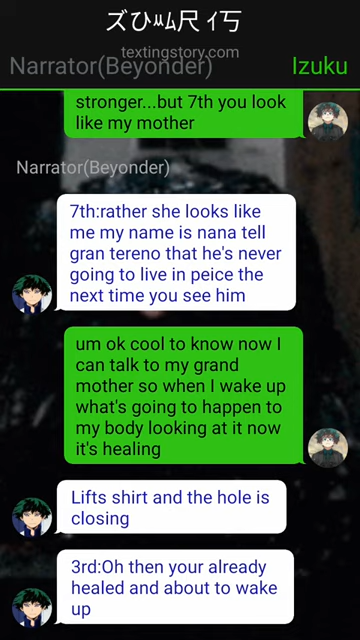 ズひㅆム尺 イ丂
textingstory.com
Narrator(Beyonder)
Izuku
stronger...but 7th you look
like my mother
Narrator(Beyonder)
7th:rather she looks like
me my name is nana tell
gran tereno that he's never
going to live in peice the
next time you see him
um ok cool to know now I
can talk to my grand
mother so when I wake up
what's going to happen to
my body looking at it now
it's healing
Lifts shirt and the hole is
closing
3rd:Oh then your already
healed and about to wake
up